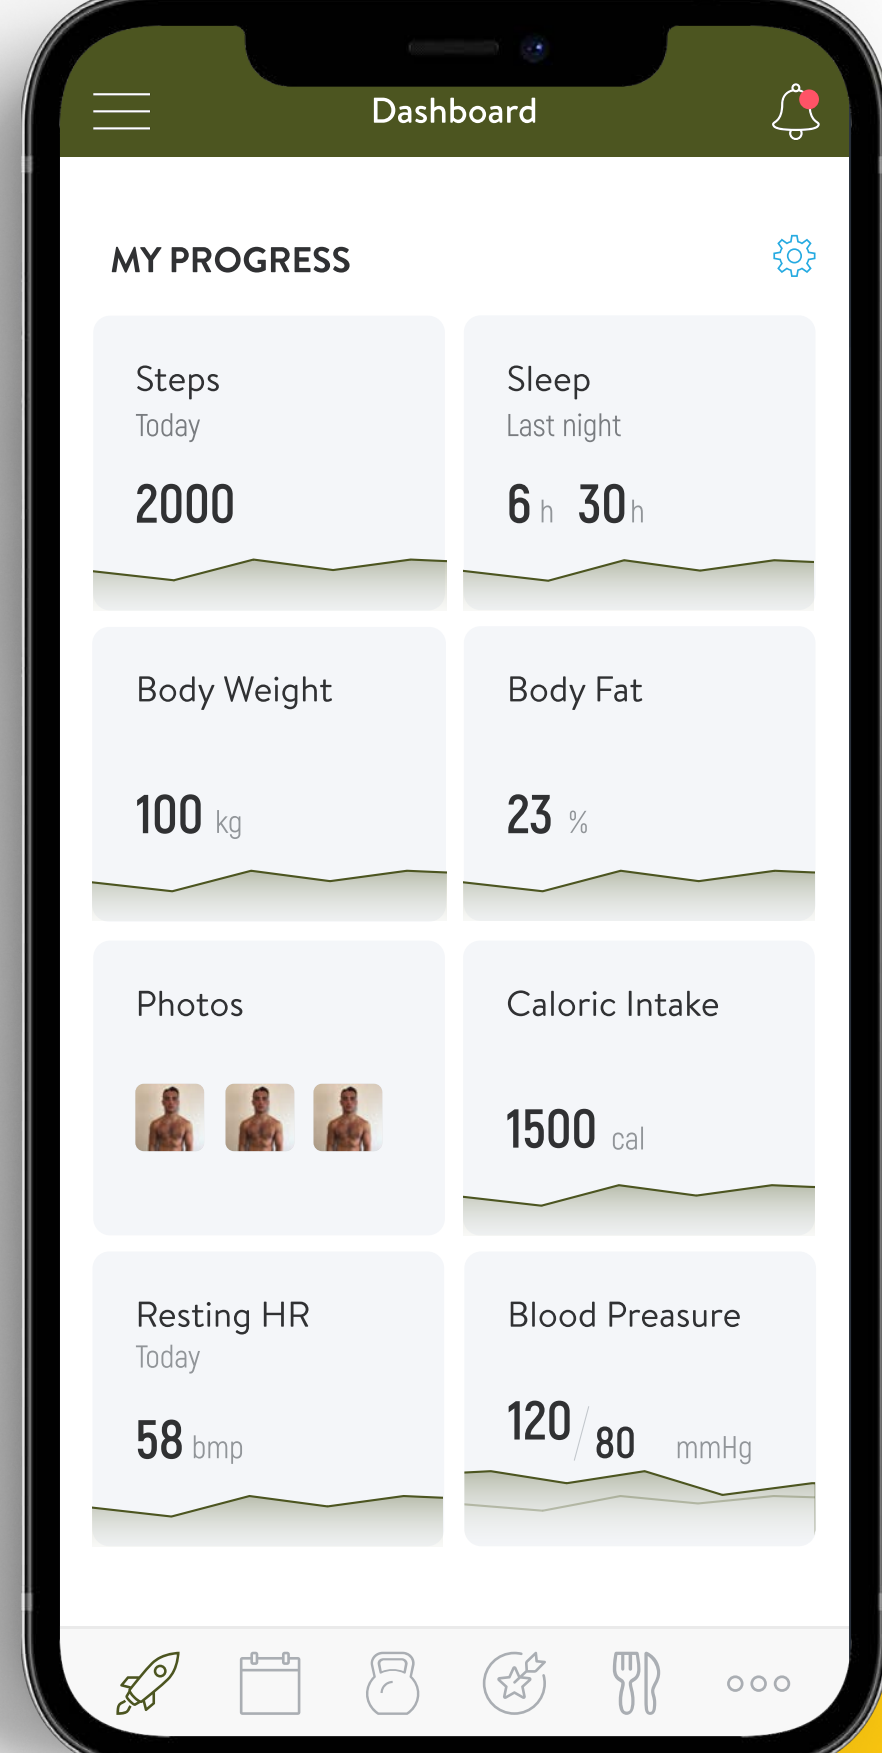 Dashboard
MY PROGRESS
Steps
Today
2000
Sleep
Last night
6 h 30 h
Body Weight
100 kg
Body Fat
23 %
Photos
Caloric Intake
1500 cal
Resting HR
Today
58 bmp
Blood Preasure
120/80 mmHg